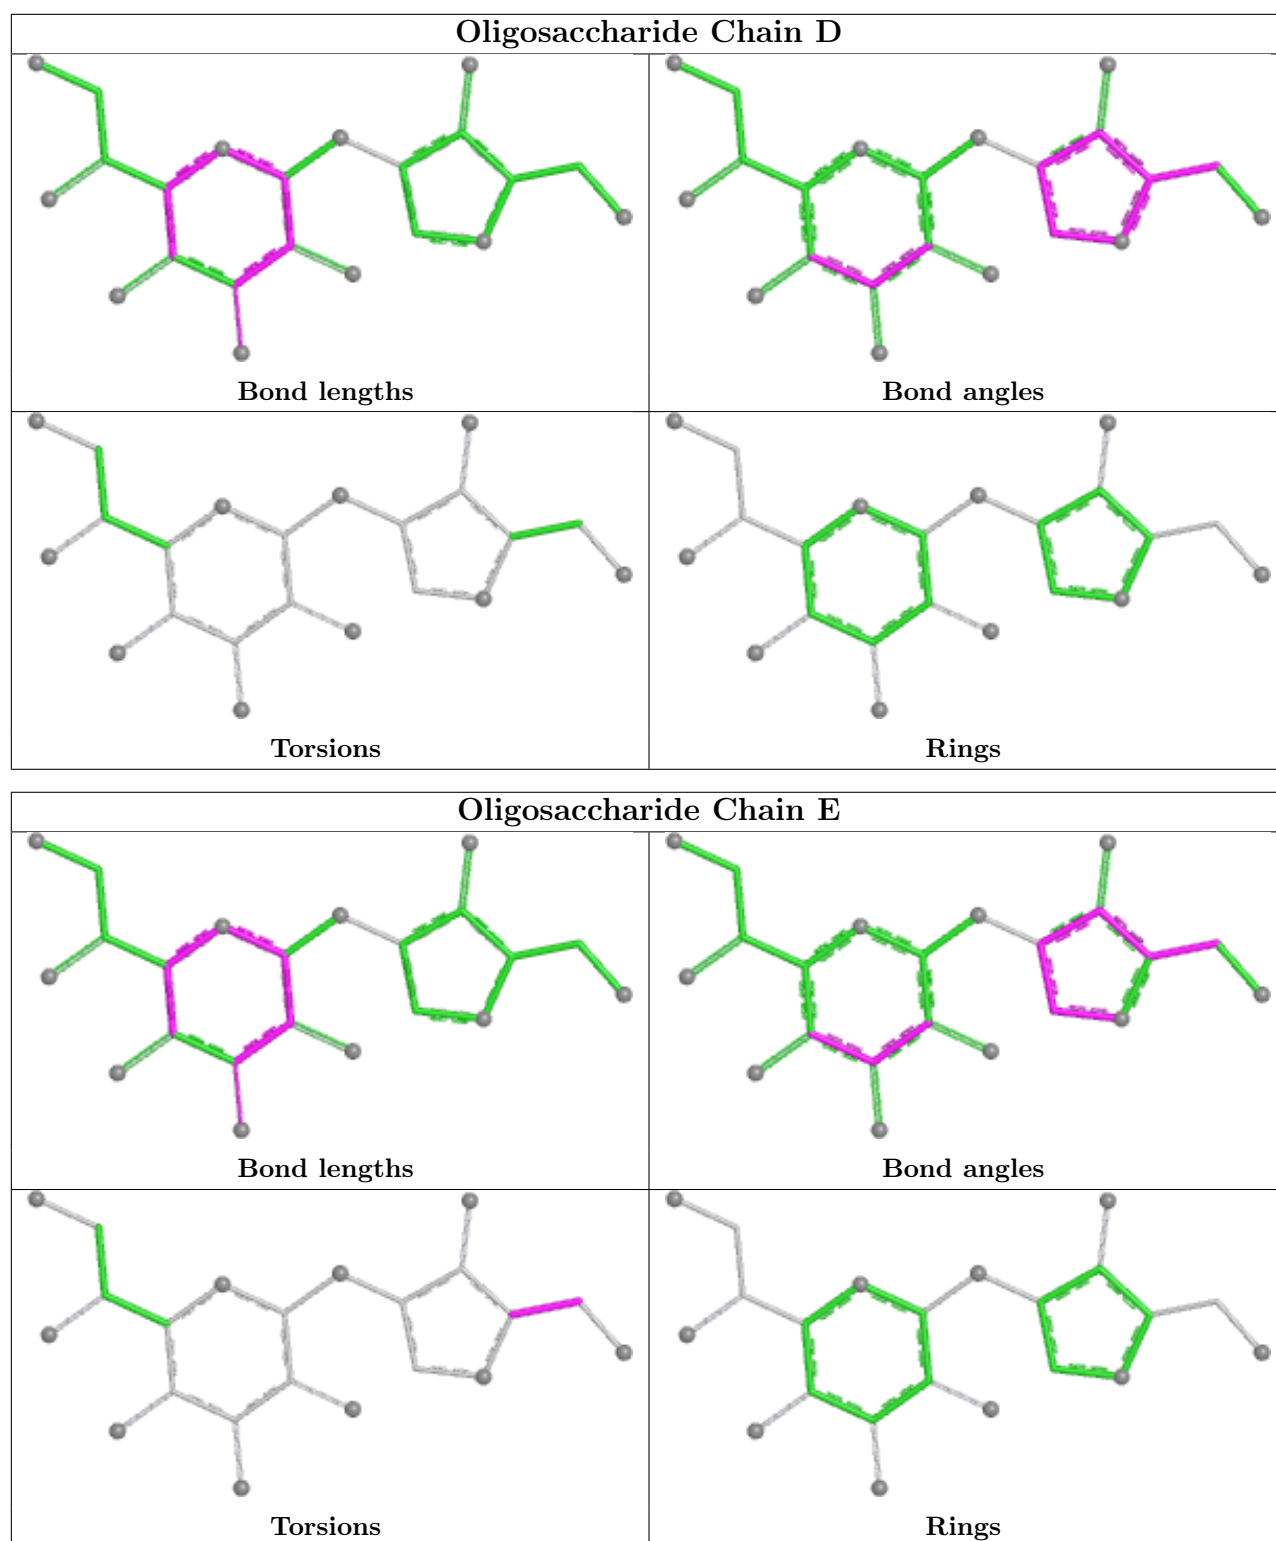 Oligosaccharide Chain D
Bond lengths
Bond angles
Torsions
Rings
Oligosaccharide Chain E
Bond lengths
Bond angles
Torsions
Rings